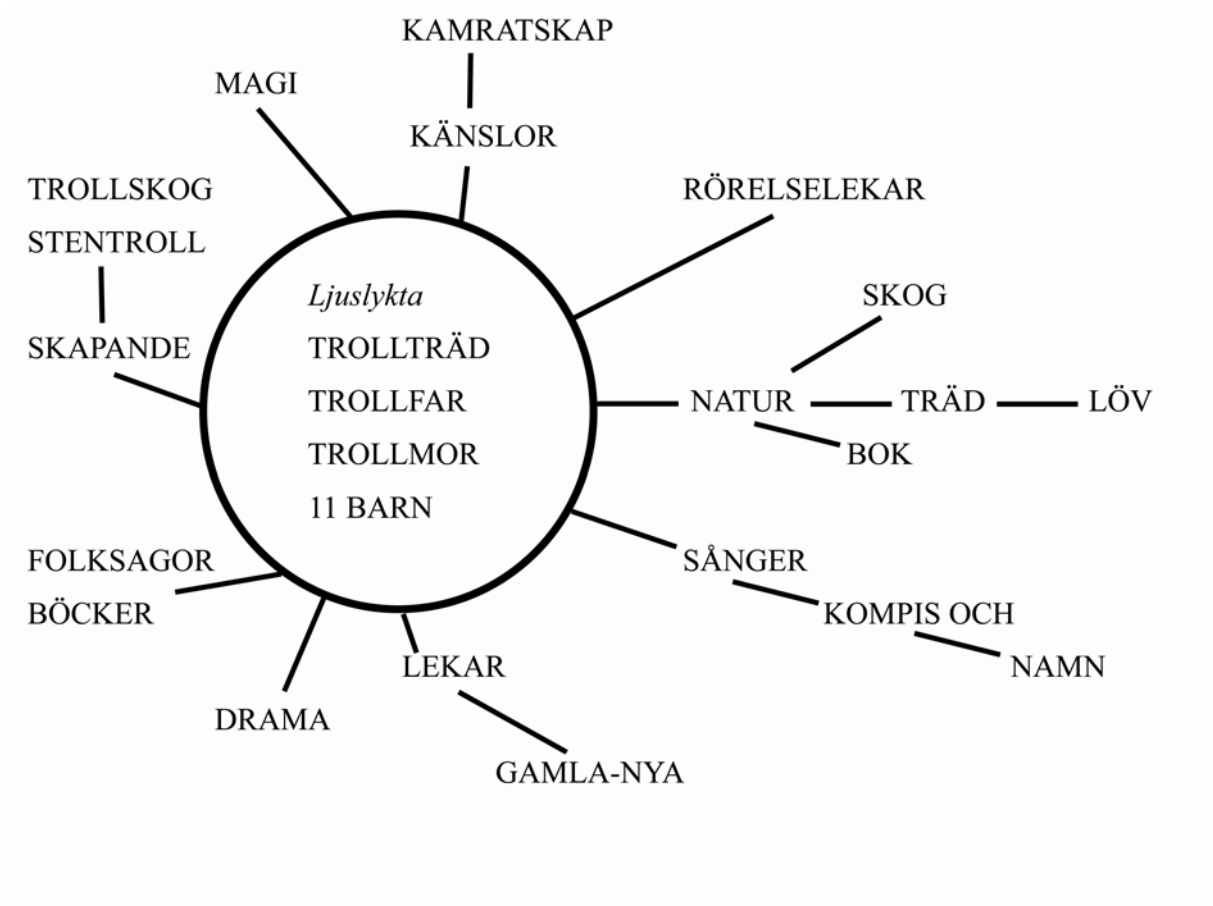 KAMRATSKAP
MAGI
KÄNSLOR
TROLLSKOG
STENTROLL
SKAPANDE
RÖRELSELEKAR
Ljuslykta
TROLLTRÄD
TROLLFAR
TROLLMOR
11 BARN
SKOG
NATUR
TRÄD
LÖV
BOK
SÅNGER
KOMPIS OCH
NAMN
FOLKSAGOR
BÖCKER
LEKAR
DRAMA
GAMLA-NYA